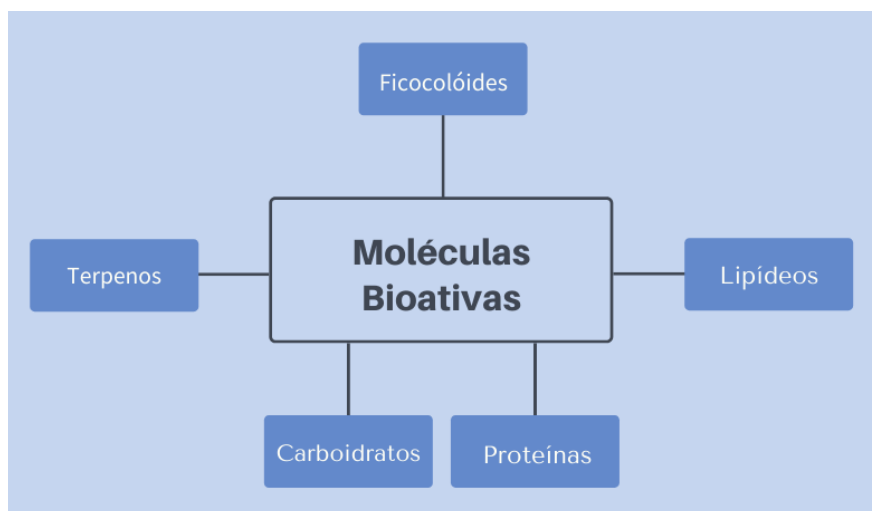 Ficocolóides
Moléculas
Bioativas
Terpenos
Lipídeos
Carboidratos
Proteínas